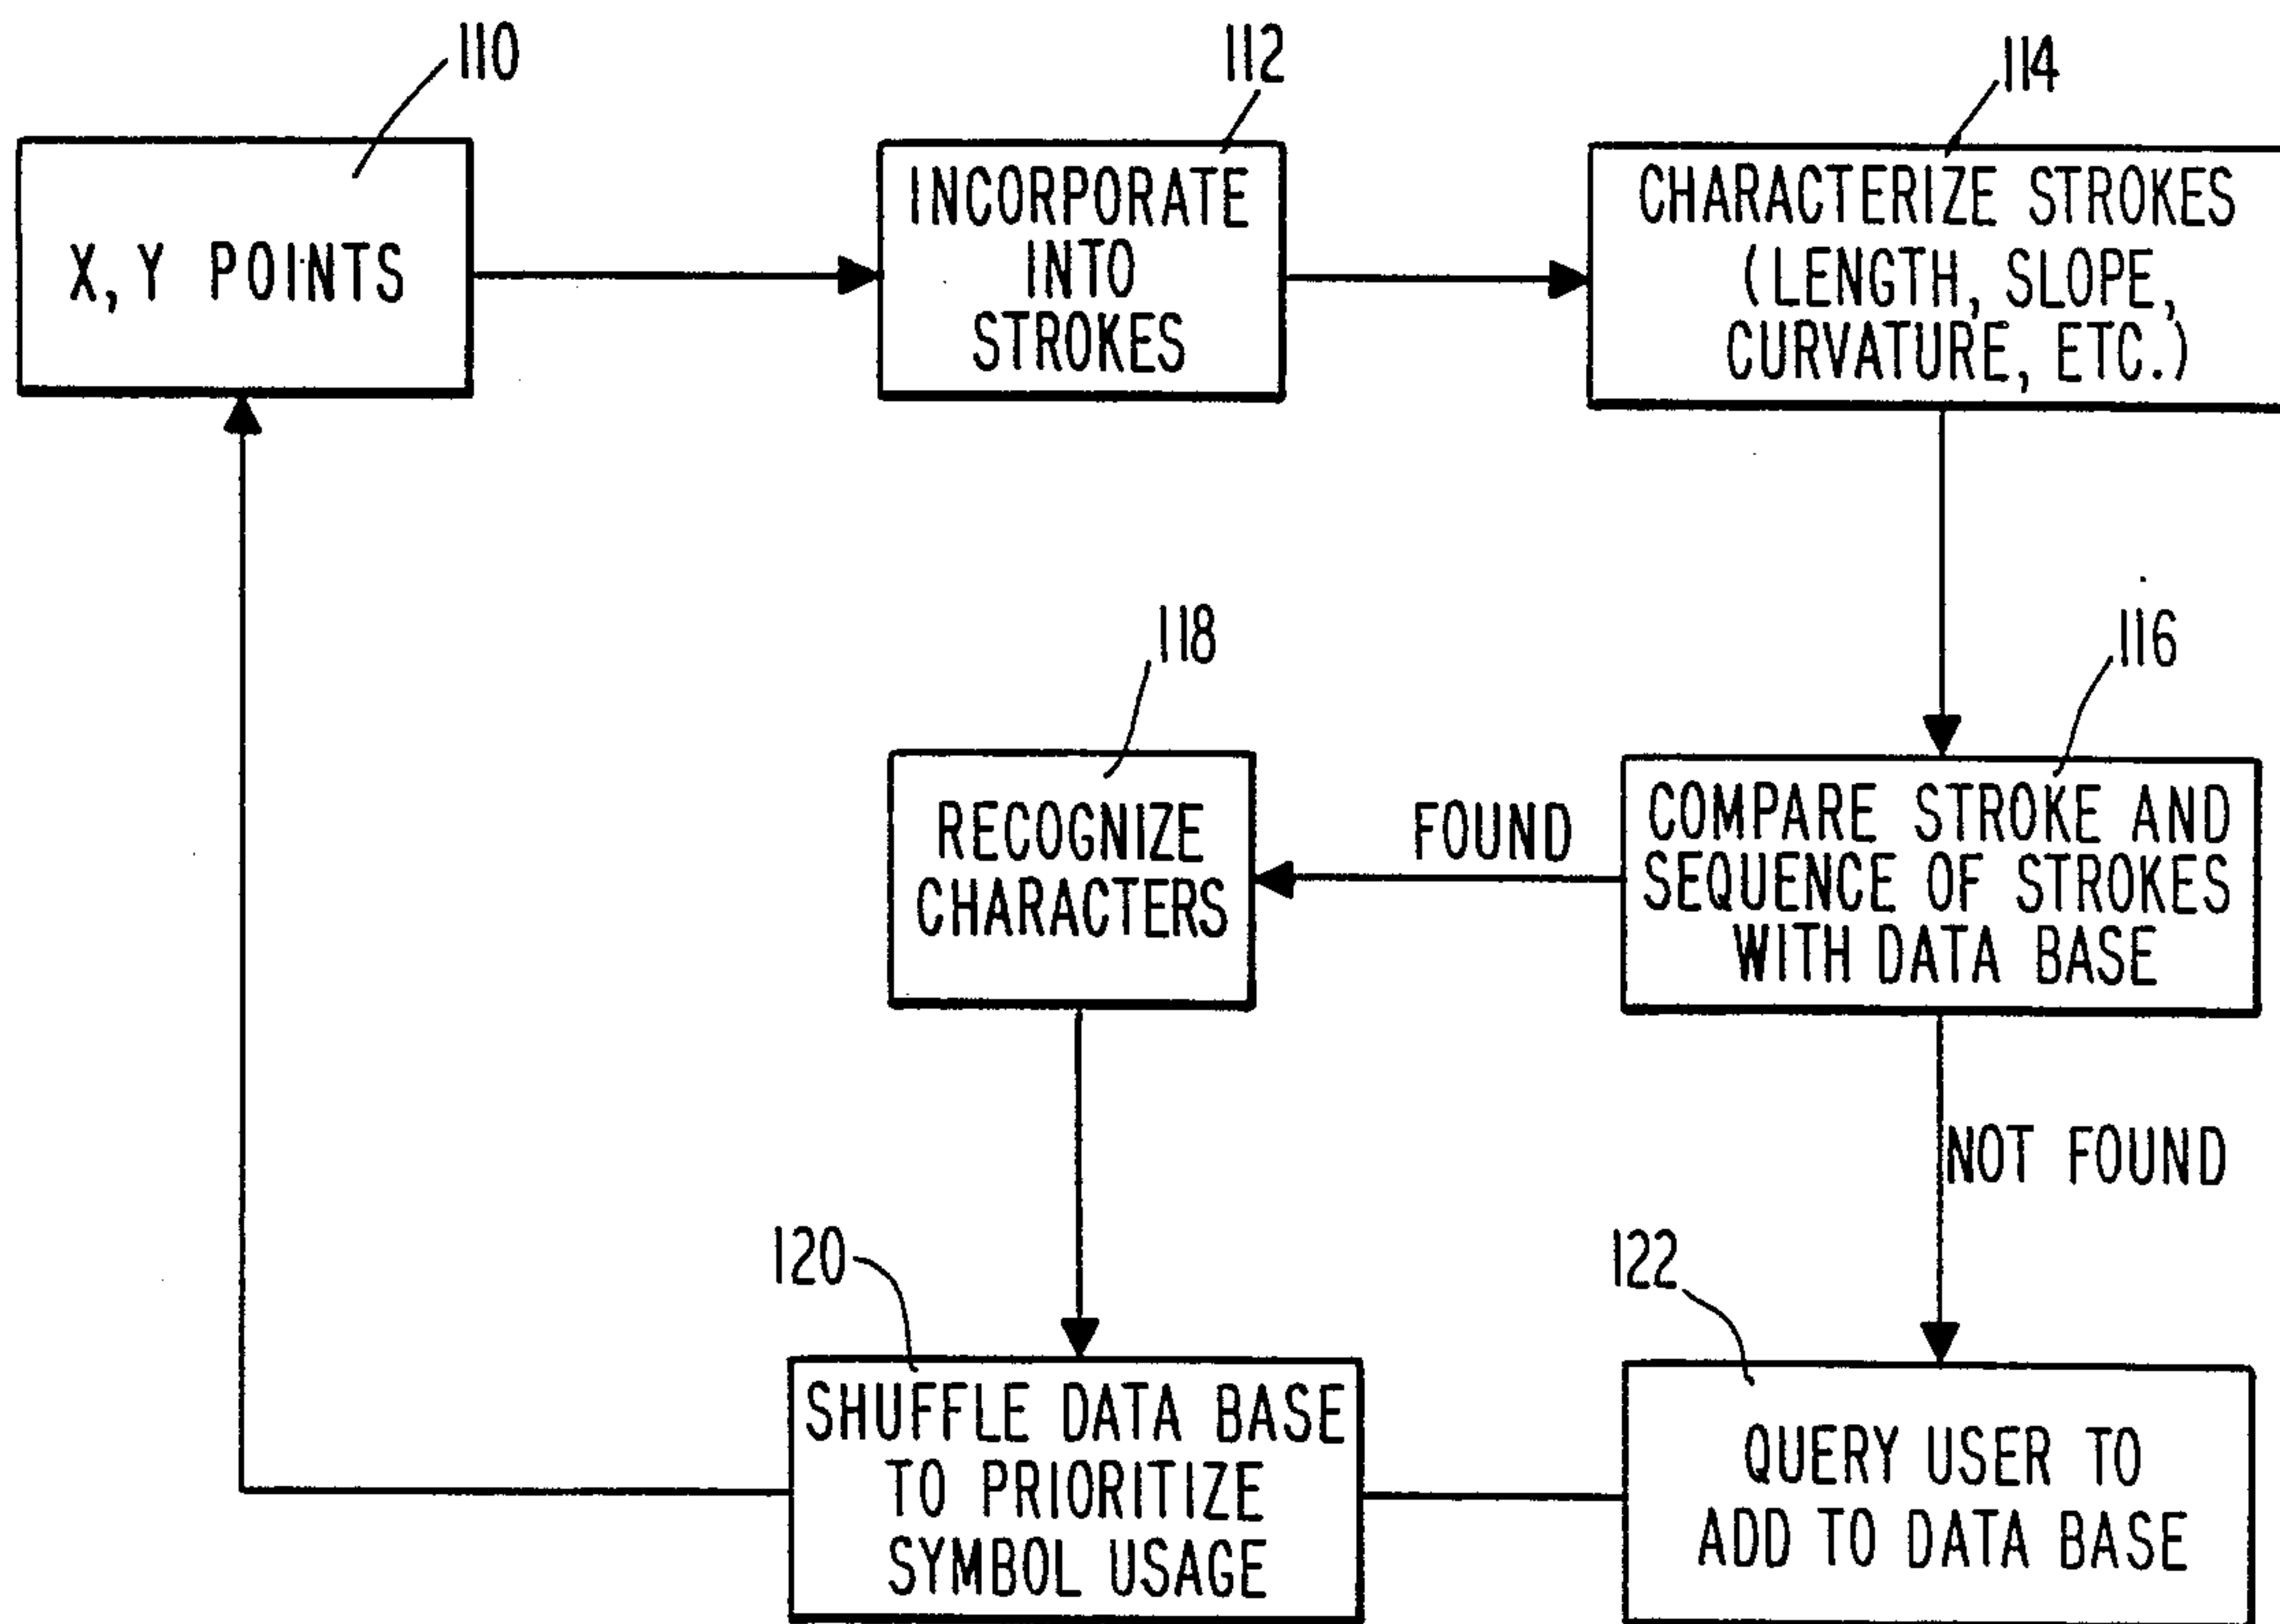 110
X, Y POINTS
112
INCORPORATE
INTO
STROKES
114
CHARACTERIZE STROKES
(LENGTH, SLOPE,
CURVATURE, ETC.)
116
COMPARE STROKE AND
SEQUENCE OF STROKES
WITH DATA BASE
FOUND
118
RECOGNIZE
CHARACTERS
NOT FOUND
120
SHUFFLE DATA BASE
TO PRIORITIZE
SYMBOL USAGE
122
QUERY USER TO
ADD TO DATA BASE